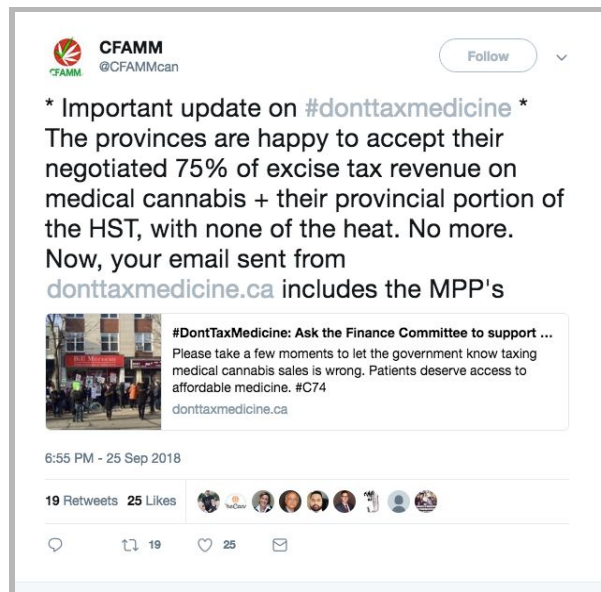 CFAMM
@CFAMMcan
Follow
CFAMM
* Important update on #donttaxmedicine *
The provinces are happy to accept their
negotiated 75% of excise tax revenue on
medical cannabis + their provincial portion of
the HST, with none of the heat. No more.
Now, your email sent from
donttaxmedicine.ca includes the MPP's
#DontTaxMedicine: Ask the Finance Committee to support ...
Please take a few moments to let the government know taxing
medical cannabis sales is wrong. Patients deserve access to
affordable medicine. #C74
donttaxmedicine.ca
6:55 PM - 25 Sep 2018
19 Retweets 25 Likes
19 25